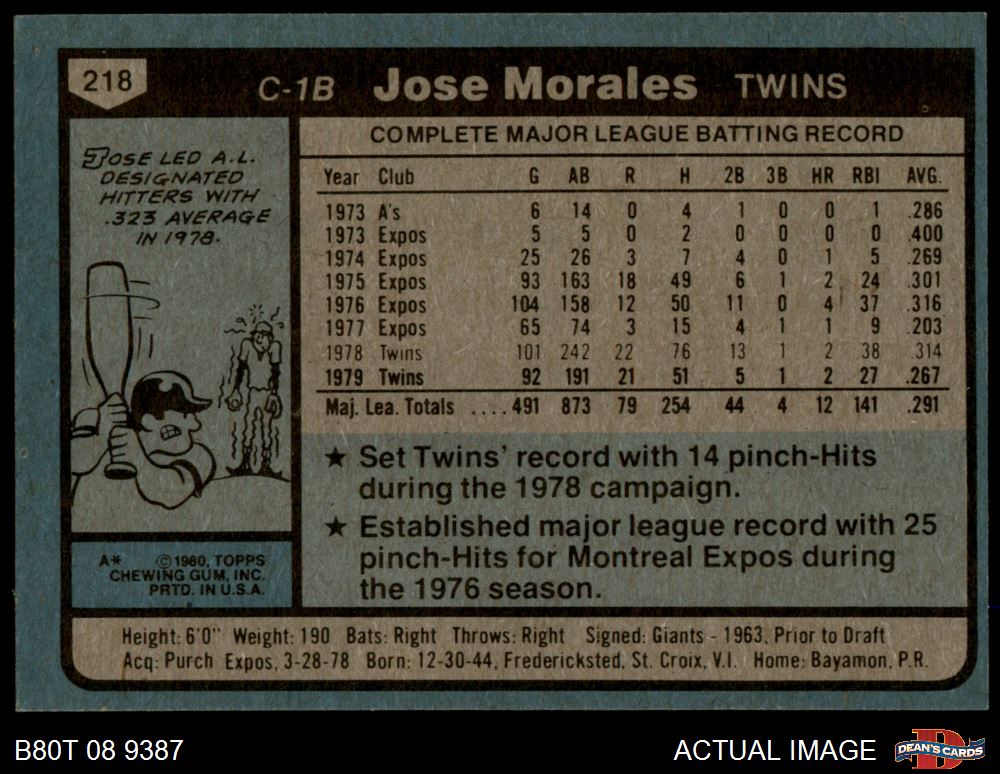 218 C-1B Jose Morales TWINS
JOSE LED A.L.
DESIGNATED
HITTERS WITH
.323 AVERAGE
IN 1978.
COMPLETE MAJOR LEAGUE BATTING RECORD
Year Club G AB R H 2B 3B HR RBI AVG.
1973 A's 6 14 0 4 1 0 0 1 .286
1973 Expos 5 5 0 2 0 0 0 0 .400
1974 Expos 25 26 3 7 4 0 1 5 .269
1975 Expos 93 163 18 49 6 1 2 24 .301
1976 Expos 104 158 12 50 11 0 4 37 .316
1977 Expos 65 74 3 15 4 1 1 9 .203
1978 Twins 101 242 22 76 13 1 2 38 .314
1979 Twins 92 191 21 51 5 1 2 27 .267
Maj. Lea. Totals .... 491 873 79 254 44 4 12 141 .291
★ Set Twins' record with 14 pinch-Hits
during the 1978 campaign.
★ Established major league record with 25
pinch-Hits for Montreal Expos during
the 1976 season.
A* ©1980, TOPPS
CHEWING GUM, INC.
PRTD. IN U.S.A.
Height: 6'0" Weight: 190 Bats: Right Throws: Right Signed: Giants - 1963, Prior to Draft
Acq: Purch Expos, 3-28-78 Born: 12-30-44, Fredericksted, St. Croix, V.I. Home: Bayamon, P.R.
B80T 08 9387 ACTUAL IMAGE DEAN'S CARDS